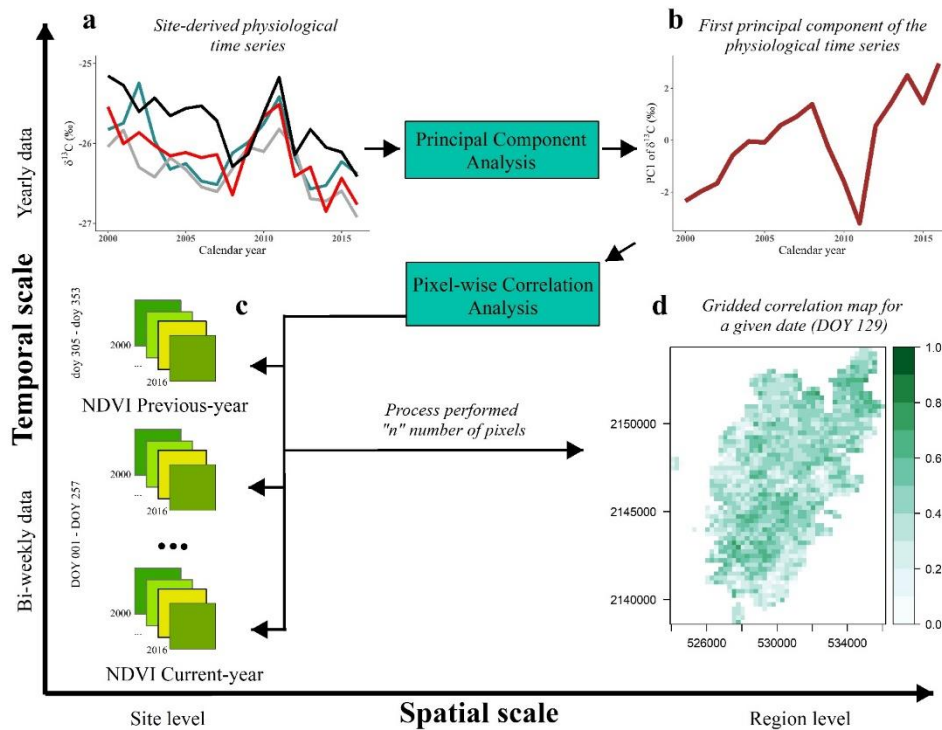 a
Site-derived physiological
time series
-25
-26
-27
δ¹³C (‰)
2000
2005
2010
2015
Calendar year
Principal Component
Analysis
b
First principal component of the
physiological time series
2
0
-2
PC1 of δ¹³C (‰)
2000
2005
2010
2015
Calendar year
Pixel-wise Correlation
Analysis
c
doy 305 - doy 353
2000
...
2016
NDVI Previous-year
DOY 001 - DOY 257
2000
...
2016
•••
2000
...
2016
NDVI Current-year
Process performed
"n" number of pixels
d
Gridded correlation map for
a given date (DOY 129)
2150000
2145000
2140000
526000
530000
534000
1.0
0.8
0.6
0.4
0.2
0.0
Temporal scale
Yearly data
Bi-weekly data
Site level
Spatial scale
Region level